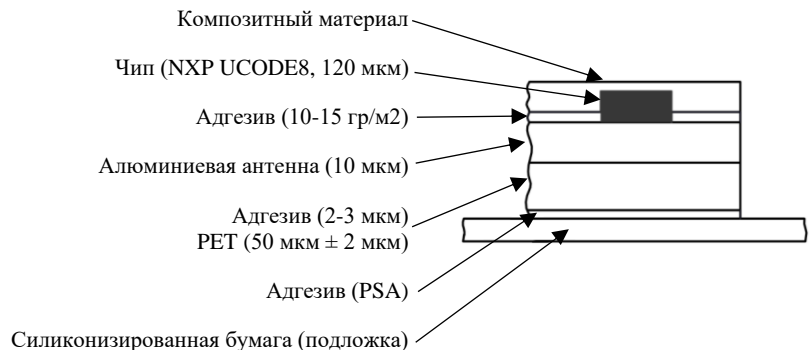 Композитный материал
Чип (NXP UCODE8, 120 мкм)
Адгезив (10-15 гр/м2)
Алюминиевая антенна (10 мкм)
Адгезив (2-3 мкм)
PET (50 мкм ± 2 мкм)
Адгезив (PSA)
Силиконизированная бумага (подложка)